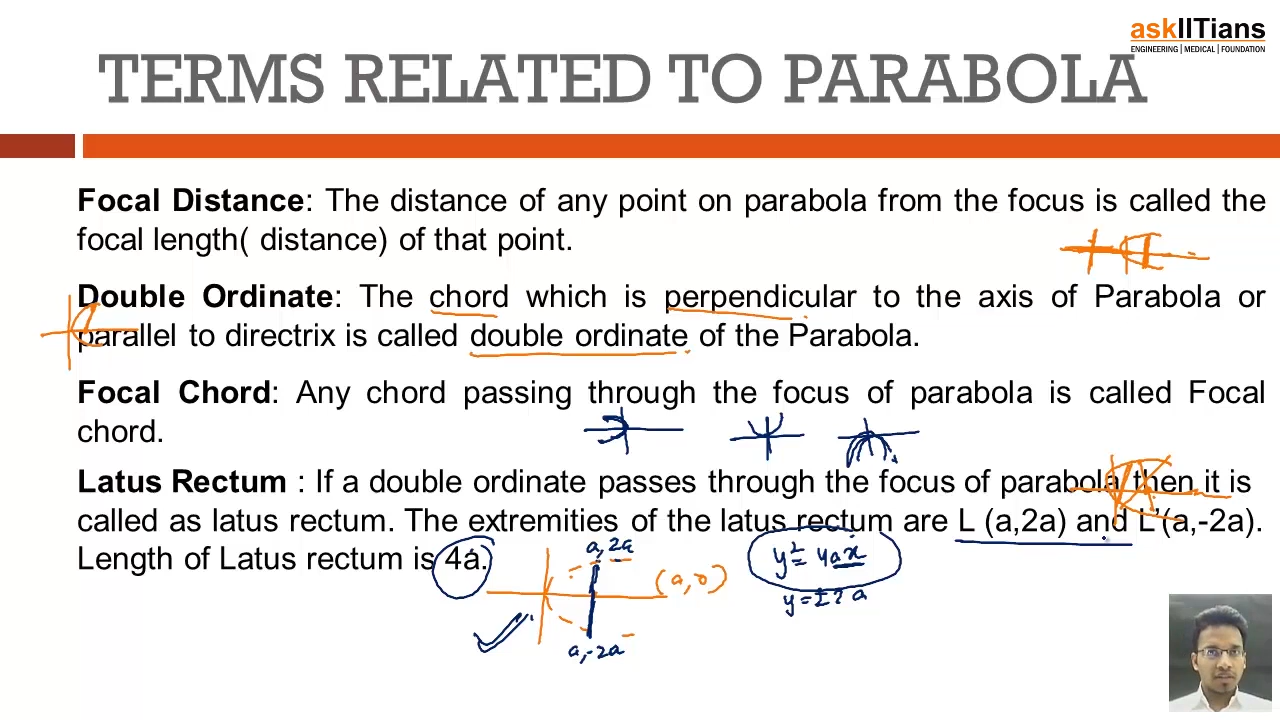 askIITians
ENGINEERING | MEDICAL | FOUNDATION
TERMS RELATED TO PARABOLA
Focal Distance: The distance of any point on parabola from the focus is called the
focal length( distance) of that point.
Double Ordinate: The chord which is perpendicular to the axis of Parabola or
parallel to directrix is called double ordinate of the Parabola.
Focal Chord: Any chord passing through the focus of parabola is called Focal
chord.
Latus Rectum : If a double ordinate passes through the focus of parabola then it is
called as latus rectum. The extremities of the latus rectum are L (a,2a) and L'(a,-2a).
Length of Latus rectum is 4a.
a, 2a
y² = 4ax
(a, 0)
y = ±2a
a, -2a